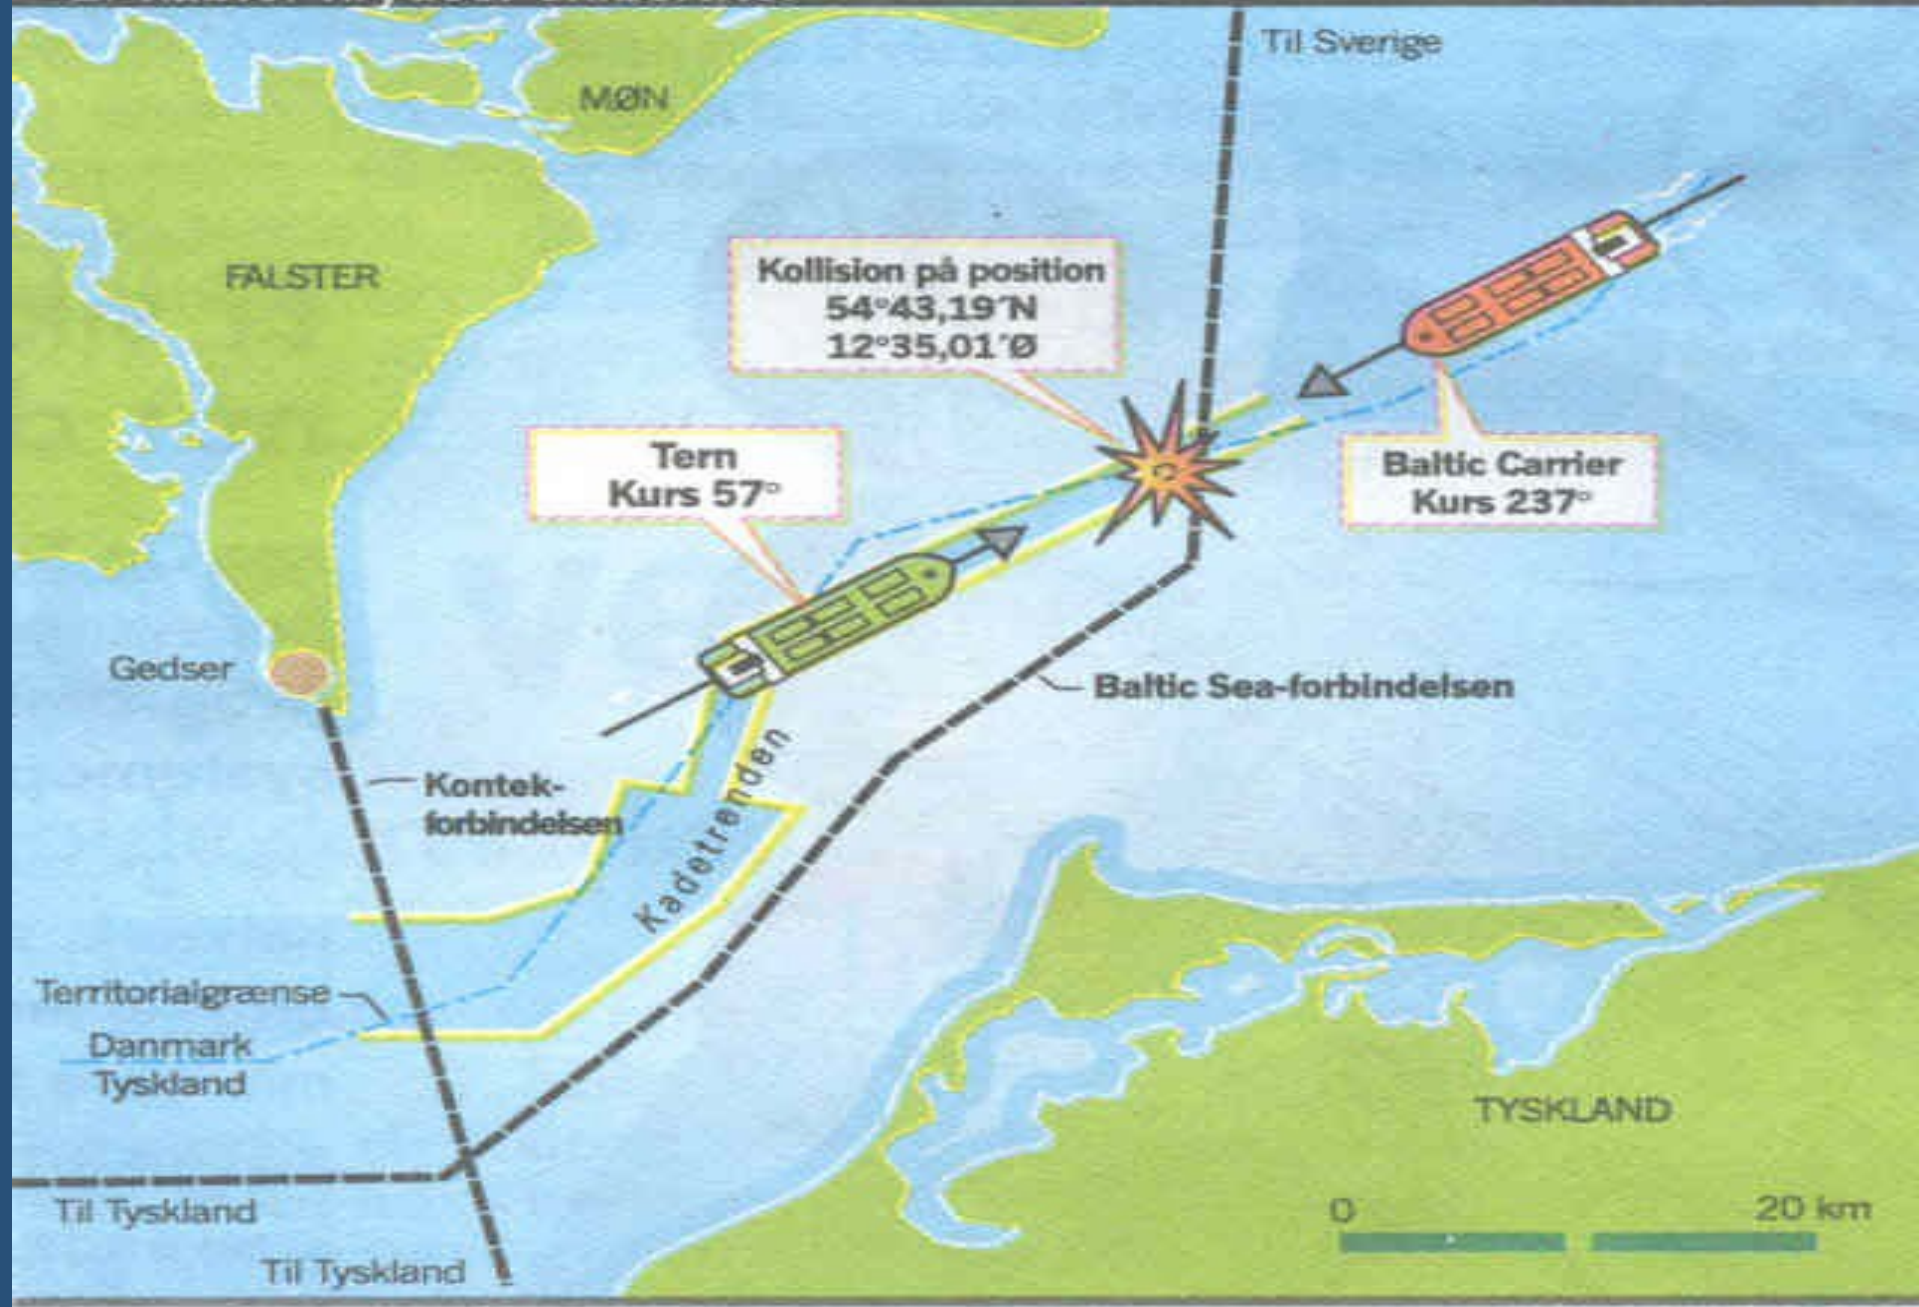 Til Sverige
MØN
FALSTER
Kollision på position
54°43,19´N
12°35,01´Ø
Tern
Kurs 57°
Baltic Carrier
Kurs 237°
Gedser
Baltic Sea-forbindelsen
Kontek-
forbindelsen
Kadetrenden
Territorialgrænse
Danmark
Tyskland
TYSKLAND
Til Tyskland
Til Tyskland
0 20 km